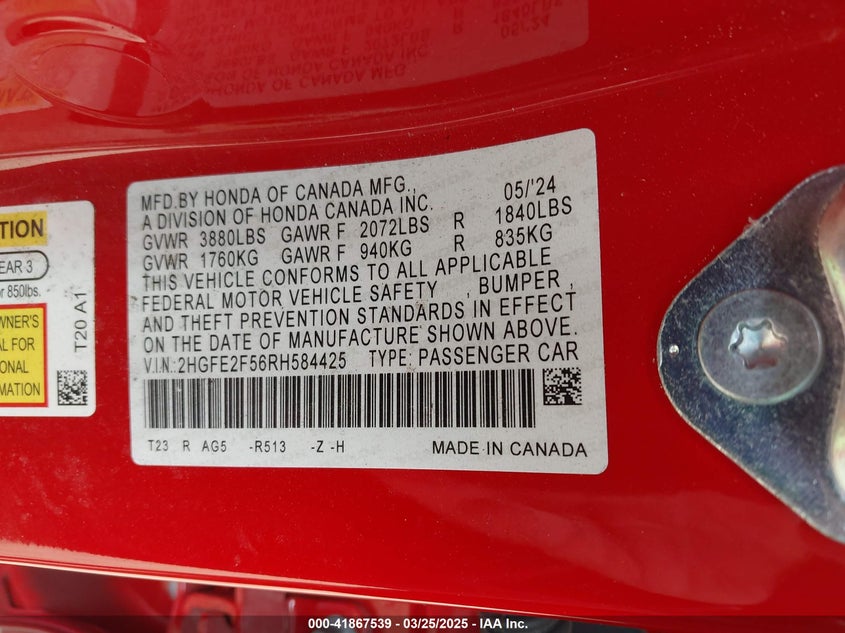 MFD.BY HONDA OF CANADA MFG.,
A DIVISION OF HONDA CANADA INC. 05/'24
GVWR 3880LBS GAWR F 2072LBS R 1840LBS
GVWR 1760KG GAWR F 940KG R 835KG
THIS VEHICLE CONFORMS TO ALL APPLICABLE
FEDERAL MOTOR VEHICLE SAFETY , BUMPER ,
AND THEFT PREVENTION STANDARDS IN EFFECT
ON THE DATE OF MANUFACTURE SHOWN ABOVE.
V.I.N.:2HGFE2F56RH584425 TYPE: PASSENGER CAR
T23 R AG5 -R513 -Z -H MADE IN CANADA
EAR 3
850lbs.
WNER'S
FOR
T20 A1
000-41867539 - 03/25/2025 - IAA Inc.